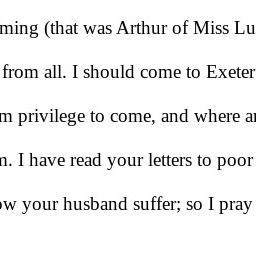 ming (that was Arthur of Miss Lu
from all. I should come to Exeter
m privilege to come, and where
m. I have read your letters to poor
ow your husband suffer; so I pray